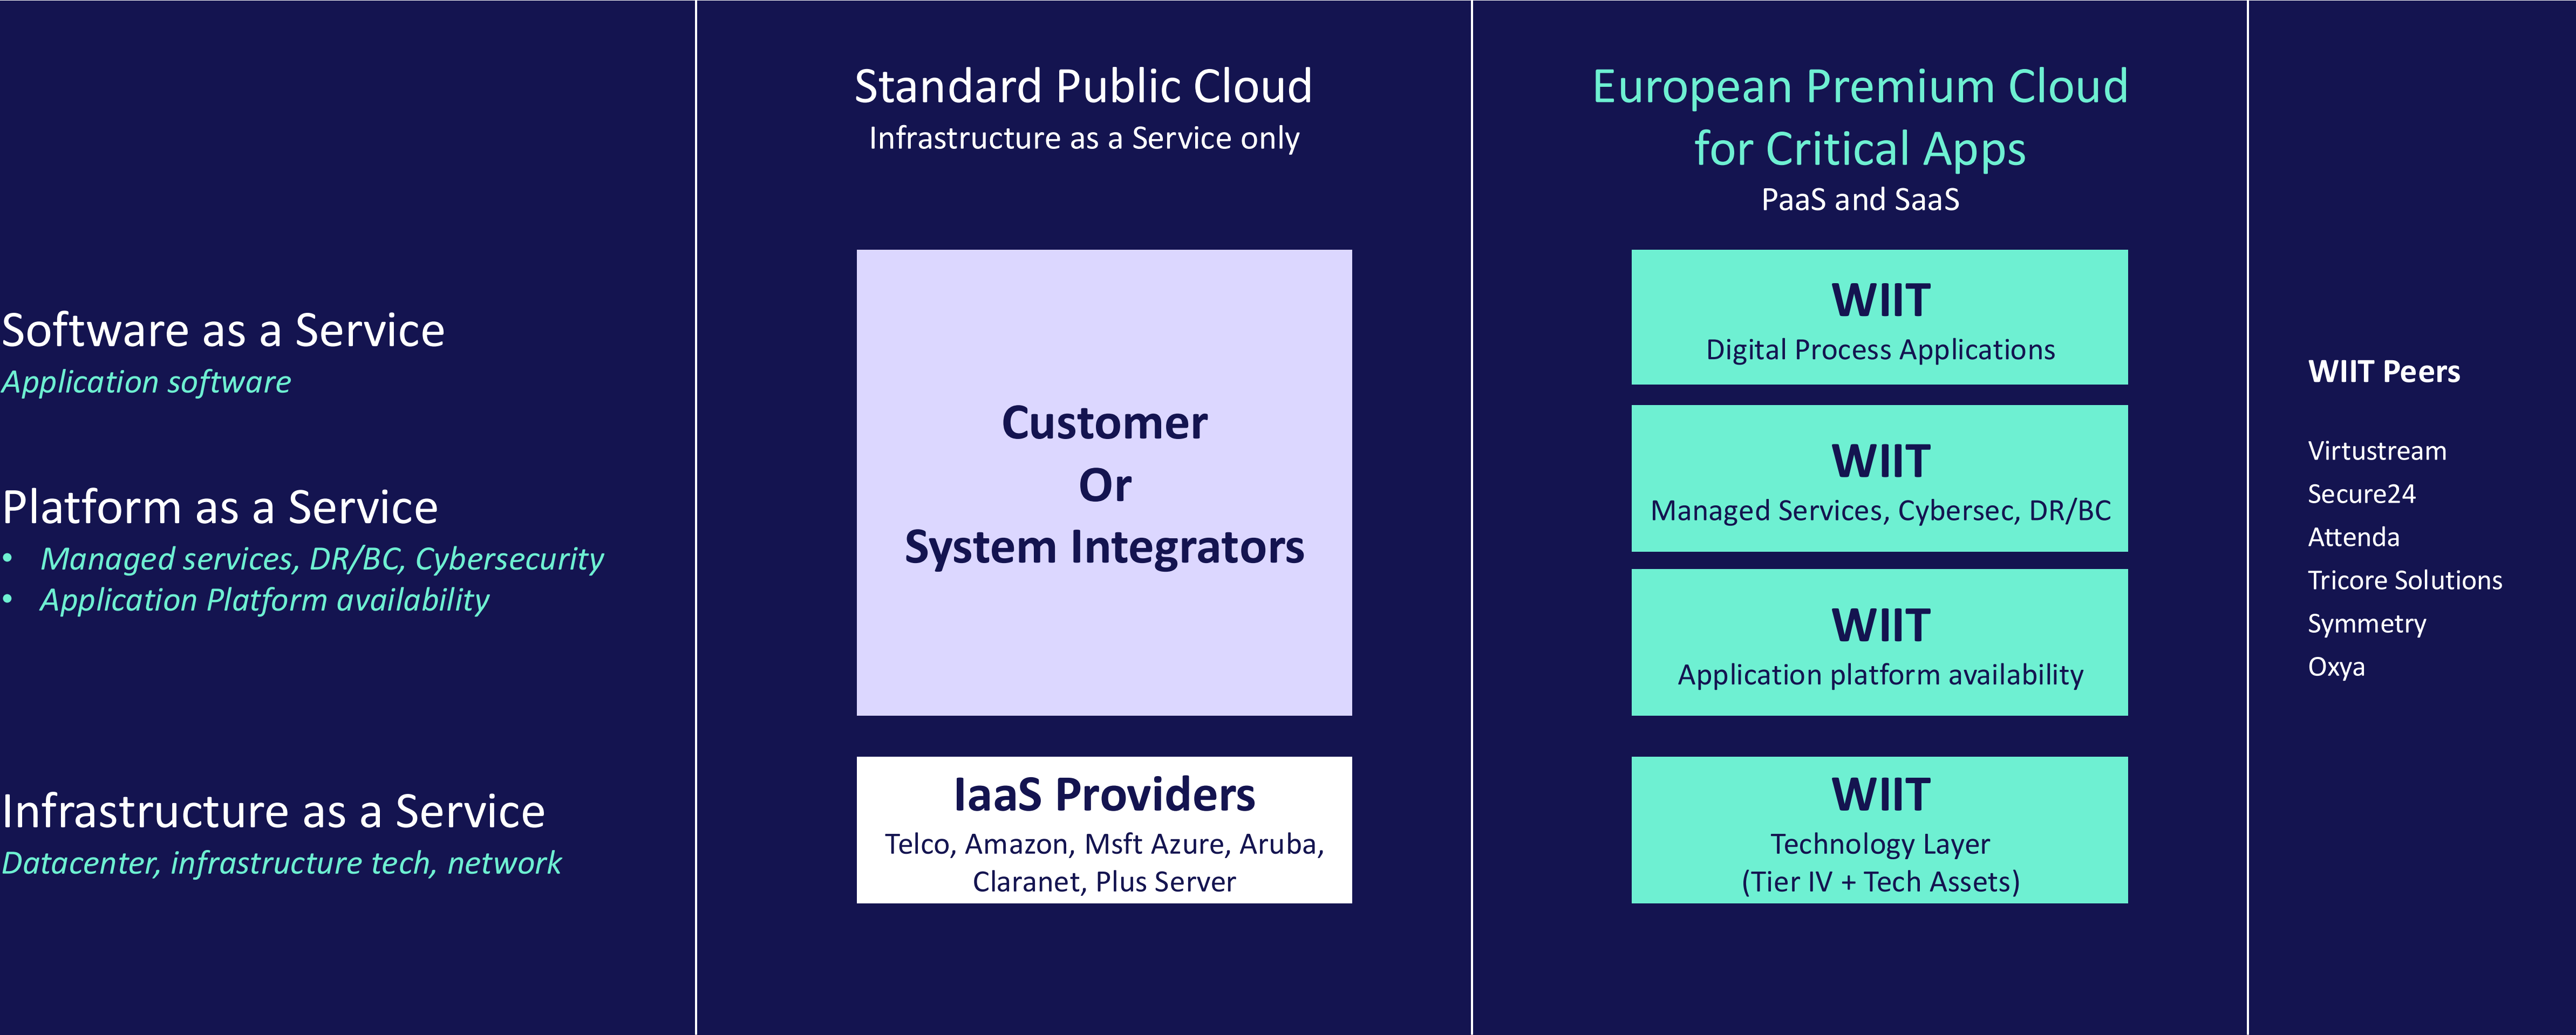 Software as a Service
Application software
Platform as a Service
• Managed services, DR/BC, Cybersecurity
• Application Platform availability
Infrastructure as a Service
Datacenter, infrastructure tech, network
Standard Public Cloud
Infrastructure as a Service only
Customer
Or
System Integrators
IaaS Providers
Telco, Amazon, Msft Azure, Aruba,
Claranet, Plus Server
European Premium Cloud
for Critical Apps
PaaS and SaaS
WIIT
Digital Process Applications
WIIT
Managed Services, Cybersec, DR/BC
WIIT
Application platform availability
WIIT
Technology Layer
(Tier IV + Tech Assets)
WIIT Peers
Virtustream
Secure24
Attenda
Tricore Solutions
Symmetry
Oxya